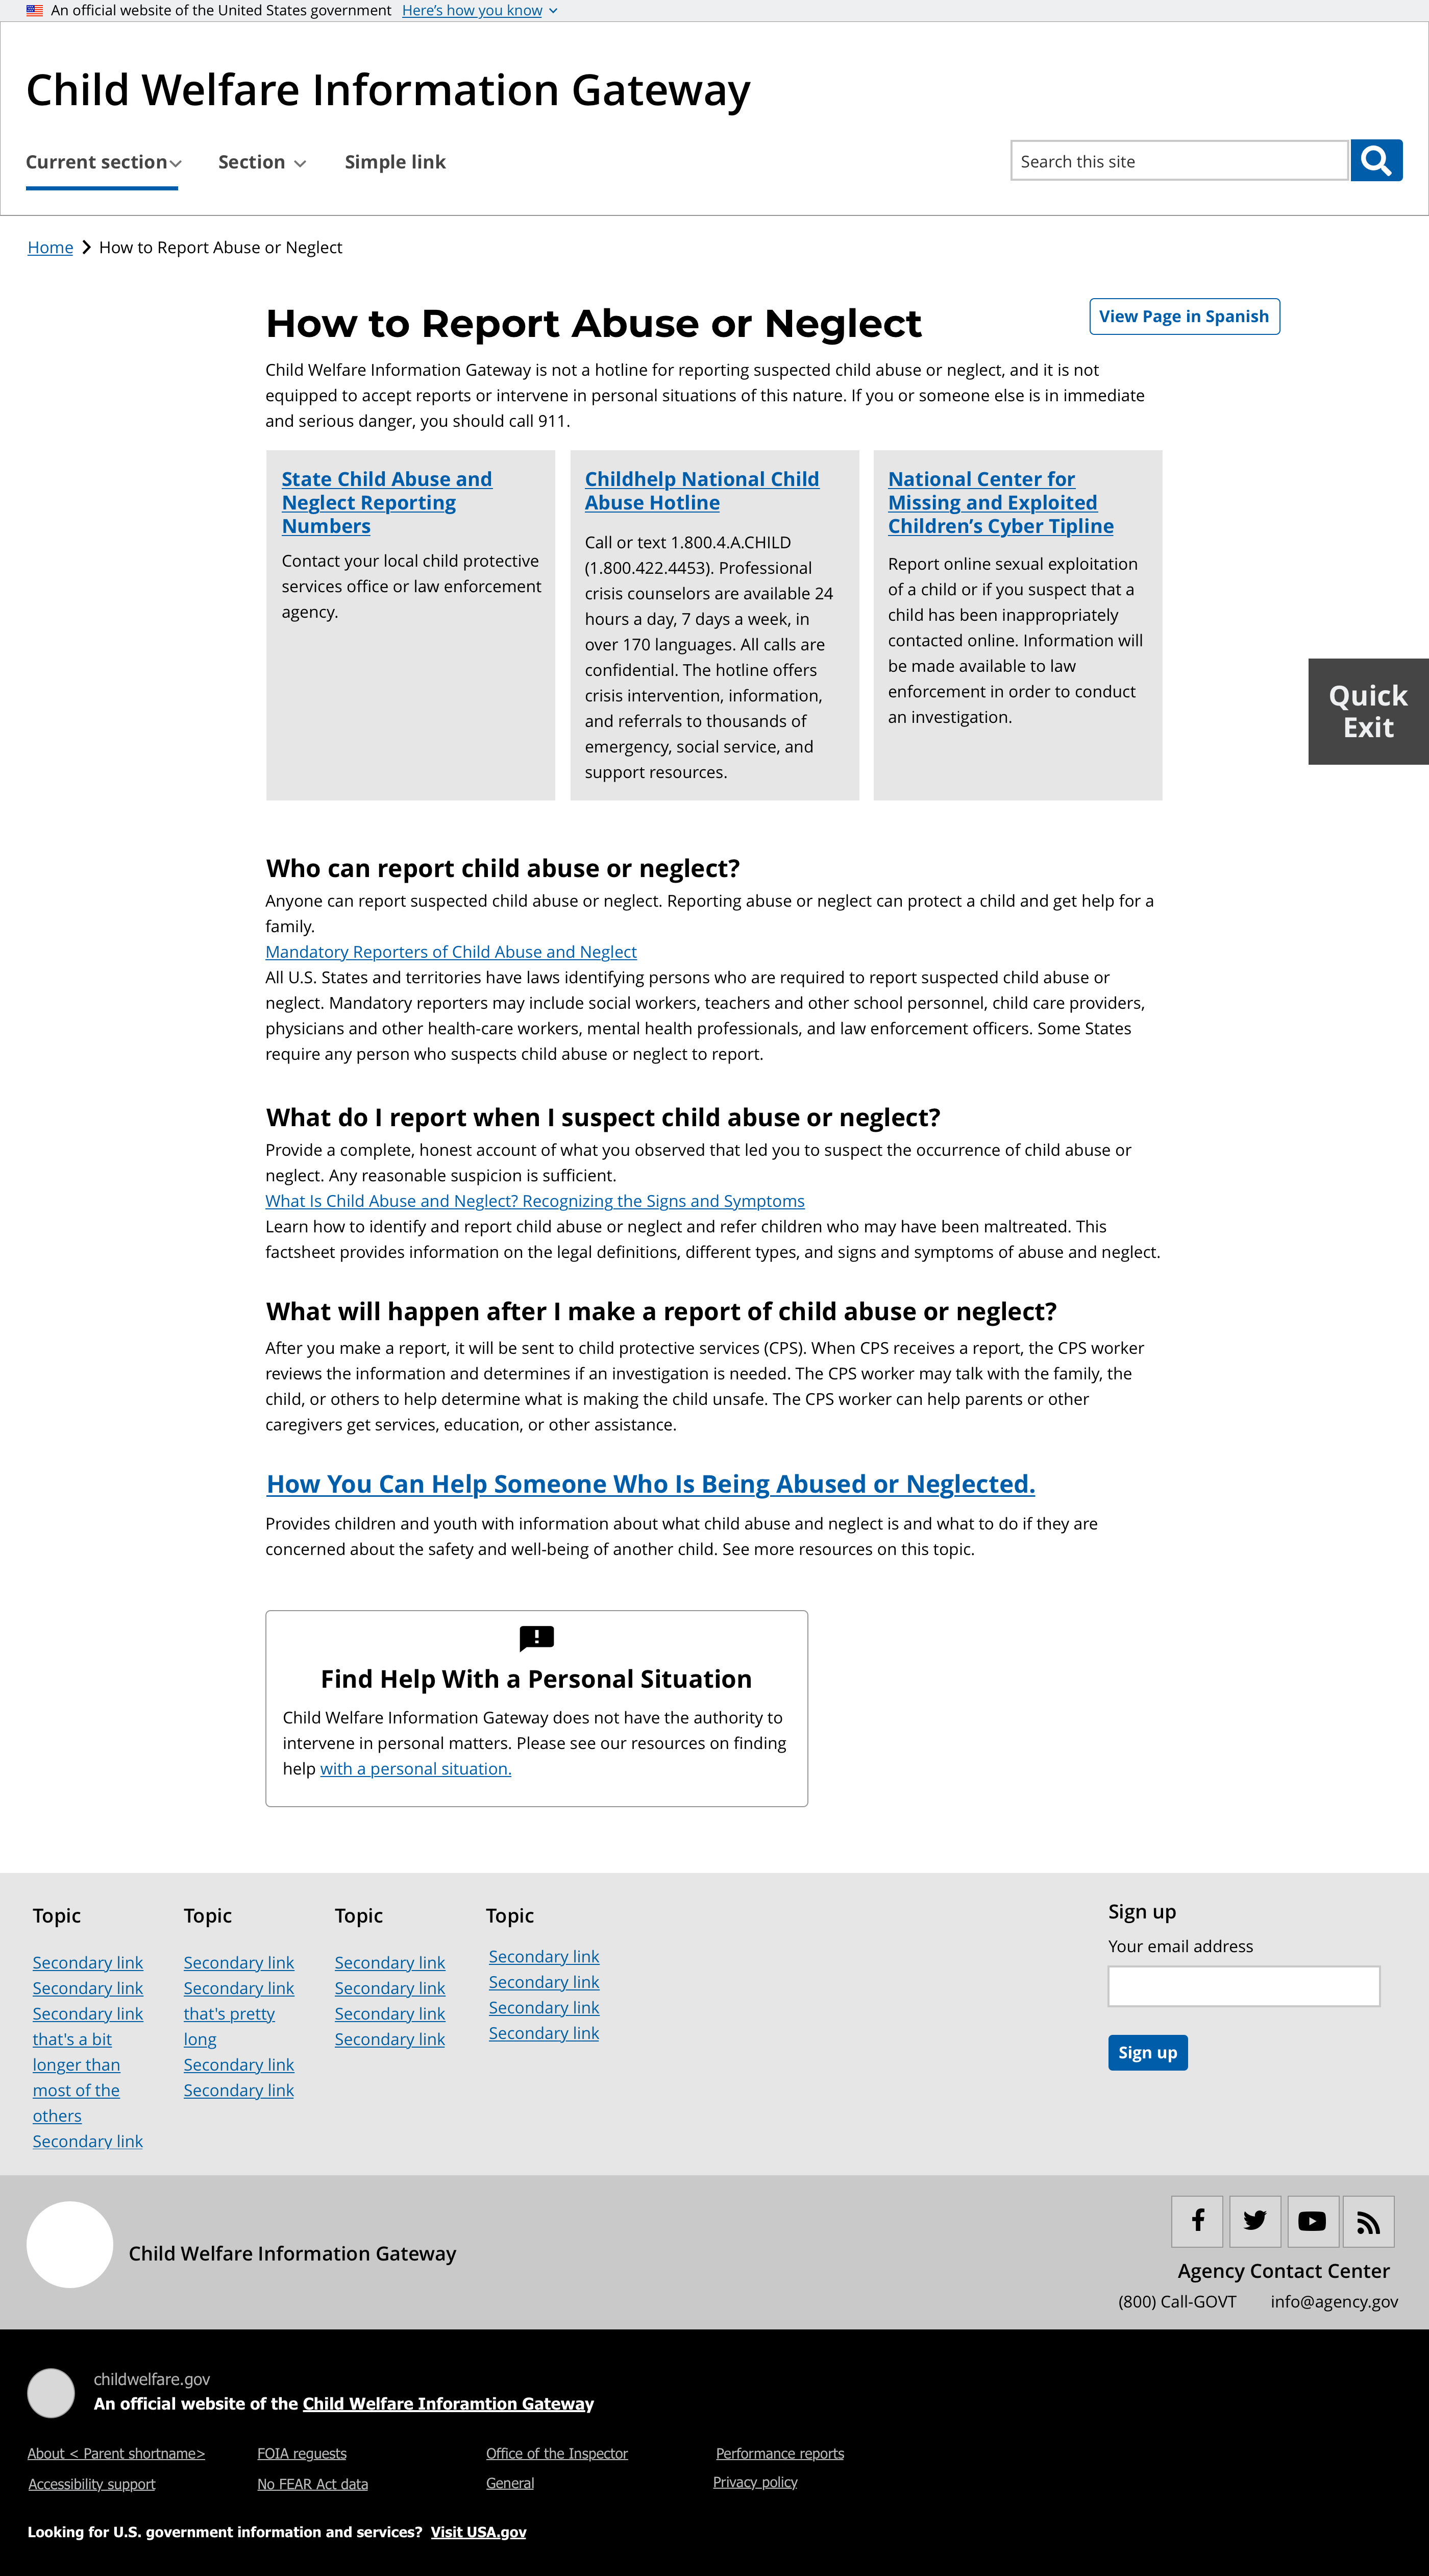 An official website of the United States government Here's how you know
Child Welfare Information Gateway
Current section Section Simple link
Search this site
Home How to Report Abuse or Neglect
How to Report Abuse or Neglect
View Page in Spanish
Child Welfare Information Gateway is not a hotline for reporting suspected child abuse or neglect, and it is not
equipped to accept reports or intervene in personal situations of this nature. If you or someone else is in immediate
and serious danger, you should call 911.
State Child Abuse and
Neglect Reporting
Numbers
Contact your local child protective
services office or law enforcement
agency.
Childhelp National Child
Abuse Hotline
Call or text 1.800.4.A.CHILD
(1.800.422.4453). Professional
crisis counselors are available 24
hours a day, 7 days a week, in
over 170 languages. All calls are
confidential. The hotline offers
crisis intervention, information,
and referrals to thousands of
emergency, social service, and
support resources.
National Center for
Missing and Exploited
Children's Cyber Tipline
Report online sexual exploitation
of a child or if you suspect that a
child has been inappropriately
contacted online. Information will
be made available to law
enforcement in order to conduct
an investigation.
Quick
Exit
Who can report child abuse or neglect?
Anyone can report suspected child abuse or neglect. Reporting abuse or neglect can protect a child and get help for a
family.
Mandatory Reporters of Child Abuse and Neglect
All U.S. States and territories have laws identifying persons who are required to report suspected child abuse or
neglect. Mandatory reporters may include social workers, teachers and other school personnel, child care providers,
physicians and other health-care workers, mental health professionals, and law enforcement officers. Some States
require any person who suspects child abuse or neglect to report.
What do I report when I suspect child abuse or neglect?
Provide a complete, honest account of what you observed that led you to suspect the occurrence of child abuse or
neglect. Any reasonable suspicion is sufficient.
What Is Child Abuse and Neglect? Recognizing the Signs and Symptoms
Learn how to identify and report child abuse or neglect and refer children who may have been maltreated. This
factsheet provides information on the legal definitions, different types, and signs and symptoms of abuse and neglect.
What will happen after I make a report of child abuse or neglect?
After you make a report, it will be sent to child protective services (CPS). When CPS receives a report, the CPS worker
reviews the information and determines if an investigation is needed. The CPS worker may talk with the family, the
child, or others to help determine what is making the child unsafe. The CPS worker can help parents or other
caregivers get services, education, or other assistance.
How You Can Help Someone Who Is Being Abused or Neglected.
Provides children and youth with information about what child abuse and neglect is and what to do if they are
concerned about the safety and well-being of another child. See more resources on this topic.
Find Help With a Personal Situation
Child Welfare Information Gateway does not have the authority to
intervene in personal matters. Please see our resources on finding
help with a personal situation.
Topic
Secondary link
Secondary link
Secondary link
that's a bit
longer than
most of the
others
Secondary link
Topic
Secondary link
Secondary link
that's pretty
long
Secondary link
Secondary link
Topic
Secondary link
Secondary link
Secondary link
Secondary link
Topic
Secondary link
Secondary link
Secondary link
Secondary link
Sign up
Your email address
Sign up
Child Welfare Information Gateway
Agency Contact Center
(800) Call-GOVT info@agency.gov
childwelfare.gov
An official website of the Child Welfare Inforamtion Gateway
About < Parent shortname> FOIA requests Office of the Inspector Performance reports
Accessibility support No FEAR Act data General Privacy policy
Looking for U.S. government information and services? Visit USA.gov